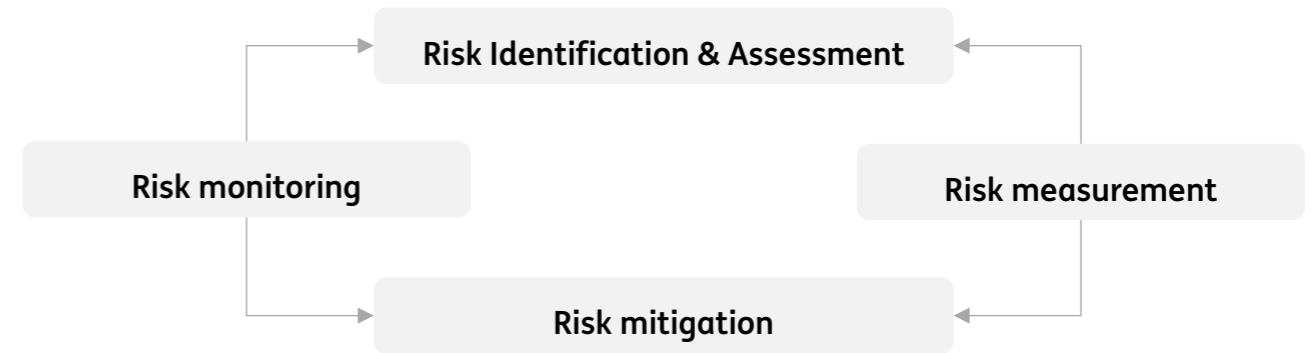 Risk Identification & Assessment
Risk monitoring
Risk measurement
Risk mitigation